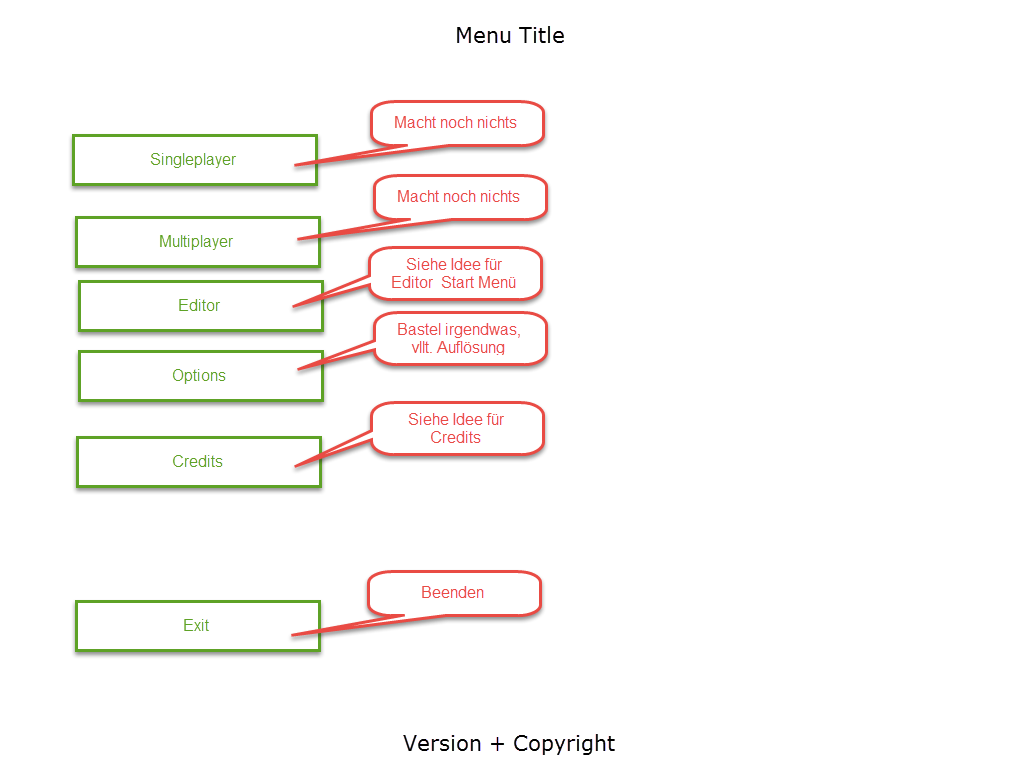 Menu Title
Macht noch nichts
Singleplayer
Macht noch nichts
Multiplayer
Siehe Idee für
Editor Start Menü
Editor
Bastel irgendwas,
vllt. Auflösung
Options
Siehe Idee für
Credits
Credits
Beenden
Exit
Version + Copyright